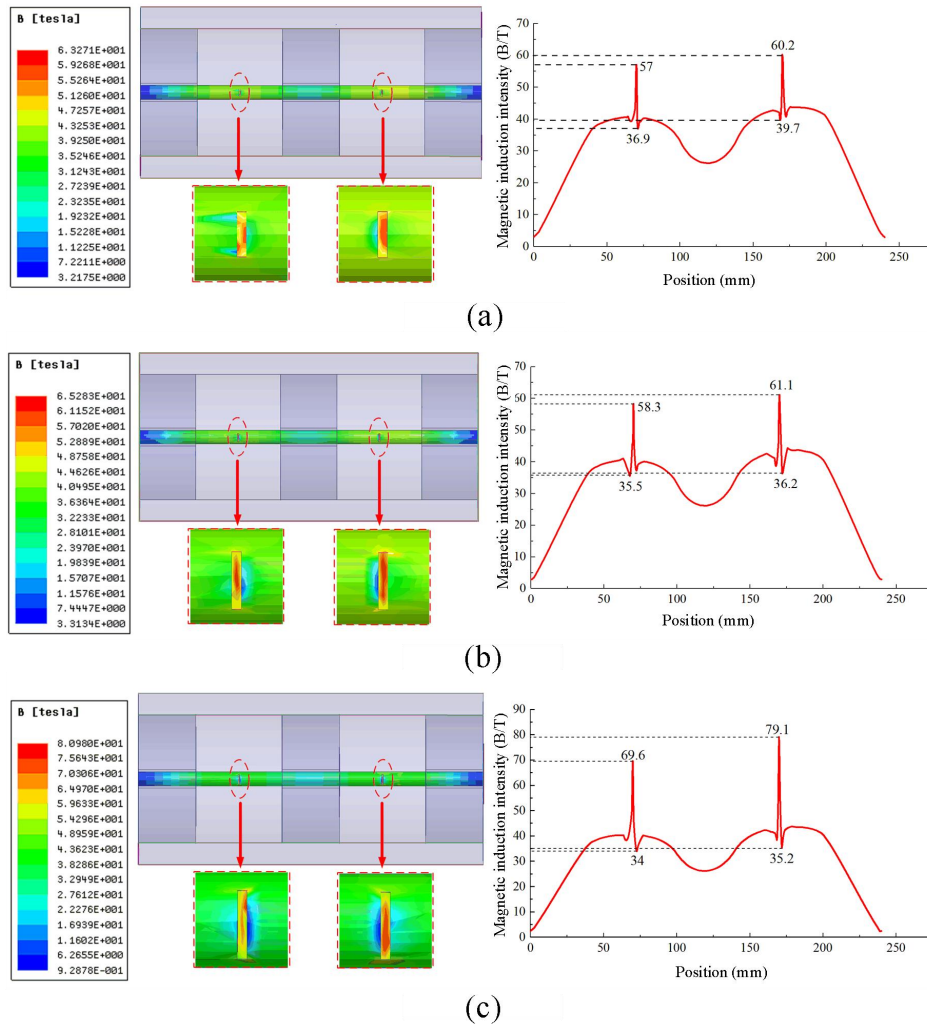 B [tesla]
6.3271E+001
5.9268E+001
5.5264E+001
5.1260E+001
4.7257E+001
4.3253E+001
3.9250E+001
3.5246E+001
3.1243E+001
2.7239E+001
2.3235E+001
1.9232E+001
1.5228E+001
1.1225E+001
7.2211E+000
3.2175E+000
Magnetic induction intensity (B/T)
70
60
50
40
30
20
10
0
57
36.9
60.2
39.7
0
50
100
150
200
250
Position (mm)
(a)
B [tesla]
6.5283E+001
6.1152E+001
5.7020E+001
5.2889E+001
4.8758E+001
4.4626E+001
4.0495E+001
3.6364E+001
3.2233E+001
2.8101E+001
2.3970E+001
1.9839E+001
1.5707E+001
1.1576E+001
7.4447E+000
3.3134E+000
Magnetic induction intensity (B/T)
70
60
50
40
30
20
10
0
58.3
35.5
61.1
36.2
0
50
100
150
200
250
Position (mm)
(b)
B [tesla]
8.0980E+001
7.5643E+001
7.0306E+001
6.4970E+001
5.9633E+001
5.4296E+001
4.8959E+001
4.3623E+001
3.8286E+001
3.2949E+001
2.7612E+001
2.2276E+001
1.6939E+001
1.1602E+001
6.2655E+000
9.2878E-001
Magnetic induction intensity (B/T)
90
80
70
60
50
40
30
20
10
0
69.6
34
79.1
35.2
0
50
100
150
200
250
Position (mm)
(c)